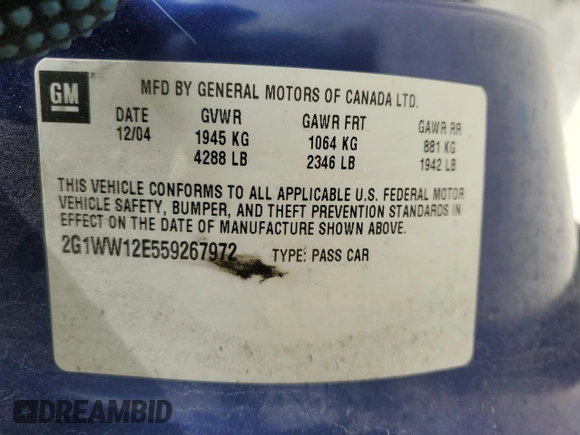 GM
MFD BY GENERAL MOTORS OF CANADA LTD.
DATE GVWR GAWR FRT GAWR RR
12/04 1945 KG 1064 KG 881 KG
4288 LB 2346 LB 1942 LB
THIS VEHICLE CONFORMS TO ALL APPLICABLE U.S. FEDERAL MOTOR
VEHICLE SAFETY, BUMPER, AND THEFT PREVENTION STANDARDS IN
EFFECT ON THE DATE OF MANUFACTURE SHOWN ABOVE.
2G1WW12E559267972 TYPE: PASS CAR
DREAMBID